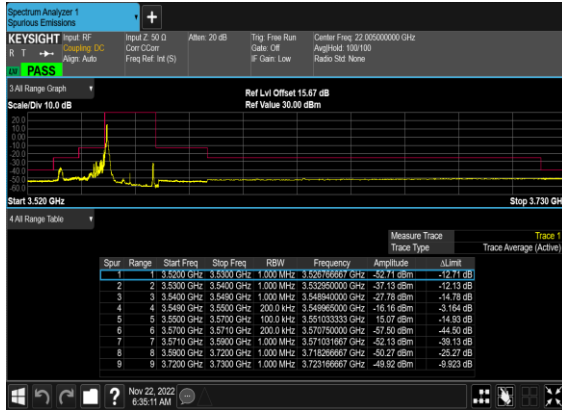 Spectrum Analyzer 1
Spurious Emissions
+
KEYSIGHT Input: RF Input Z: 50 Ω Atten: 20 dB Trig: Free Run Center Freq: 22.005000000 GHz
R T Coupling: DC Corr CCorr Gate: Off Avg|Hold: 100/100
Align: Auto Freq Ref: Int (S) IF Gain: Low Radio Std: None
LXI PASS
3 All Range Graph
Ref Lvl Offset 15.67 dB
Scale/Div 10.0 dB Ref Value 30.00 dBm
20.0
10.0
0.00
-10.0
-20.0
-30.0
-40.0
-50.0
-60.0
Start 3.520 GHz Stop 3.730 GH
4 All Range Table
Measure Trace Trace 1
Trace Type Trace Average (Active)
Spur Range Start Freq Stop Freq RBW Frequency Amplitude ΔLimit
1 1 3.5200 GHz 3.5300 GHz 1.000 MHz 3.526766667 GHz -52.71 dBm -12.71 dB
2 2 3.5300 GHz 3.5400 GHz 1.000 MHz 3.532950000 GHz -37.13 dBm -12.13 dB
3 3 3.5400 GHz 3.5490 GHz 1.000 MHz 3.548940000 GHz -27.78 dBm -14.78 dB
4 4 3.5490 GHz 3.5500 GHz 200.0 kHz 3.549965000 GHz -16.16 dBm -3.164 dB
5 5 3.5500 GHz 3.5700 GHz 100.0 kHz 3.551033333 GHz 15.07 dBm -14.93 dB
6 6 3.5700 GHz 3.5710 GHz 200.0 kHz 3.570750000 GHz -57.50 dBm -44.50 dB
7 7 3.5710 GHz 3.5900 GHz 1.000 MHz 3.571031667 GHz -52.13 dBm -39.13 dB
8 8 3.5900 GHz 3.7200 GHz 1.000 MHz 3.718266667 GHz -50.27 dBm -25.27 dB
9 9 3.7200 GHz 3.7300 GHz 1.000 MHz 3.723166667 GHz -49.92 dBm -9.923 dB
? Nov 22, 2022
6:35:11 AM